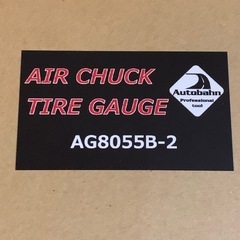 AIR CHUCK
TIRE GAUGE
Autobahn
Professional
tool
AG8055B-2